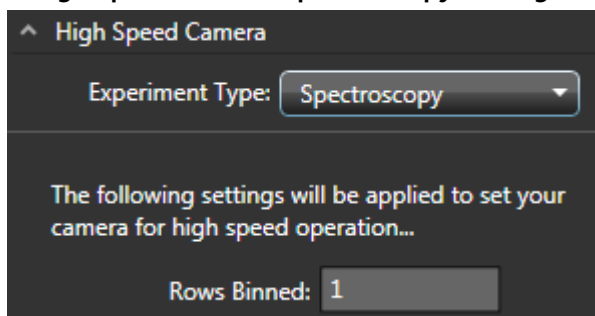 High Speed Camera
Experiment Type: Spectroscopy
The following settings will be applied to set your
camera for high speed operation...
Rows Binned: 1